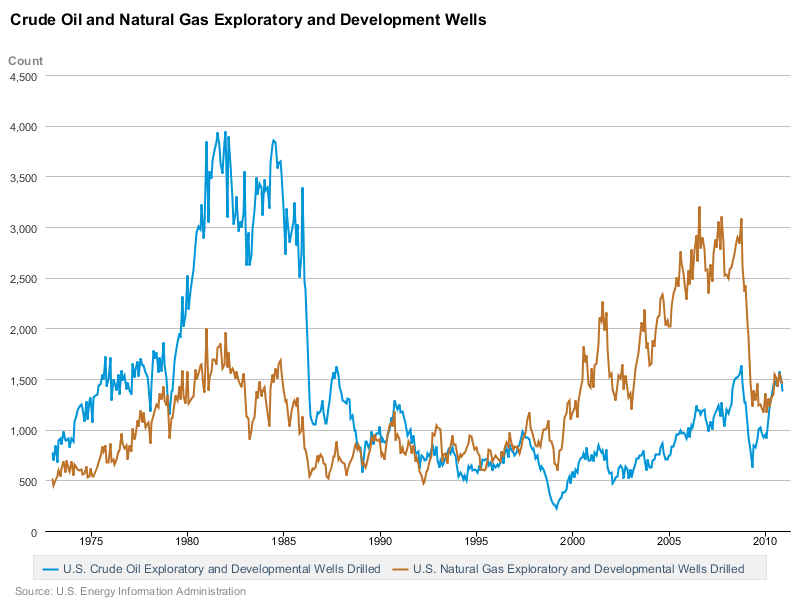 Crude Oil and Natural Gas Exploratory and Development Wells
Count
4,500
4,000
3,500
3,000
2,500
2,000
1,500
1,000
500
0
1975 1980 1985 1990 1995 2000 2005 2010
U.S. Crude Oil Exploratory and Developmental Wells Drilled U.S. Natural Gas Exploratory and Developmental Wells Drilled
Source: U.S. Energy Information Administration